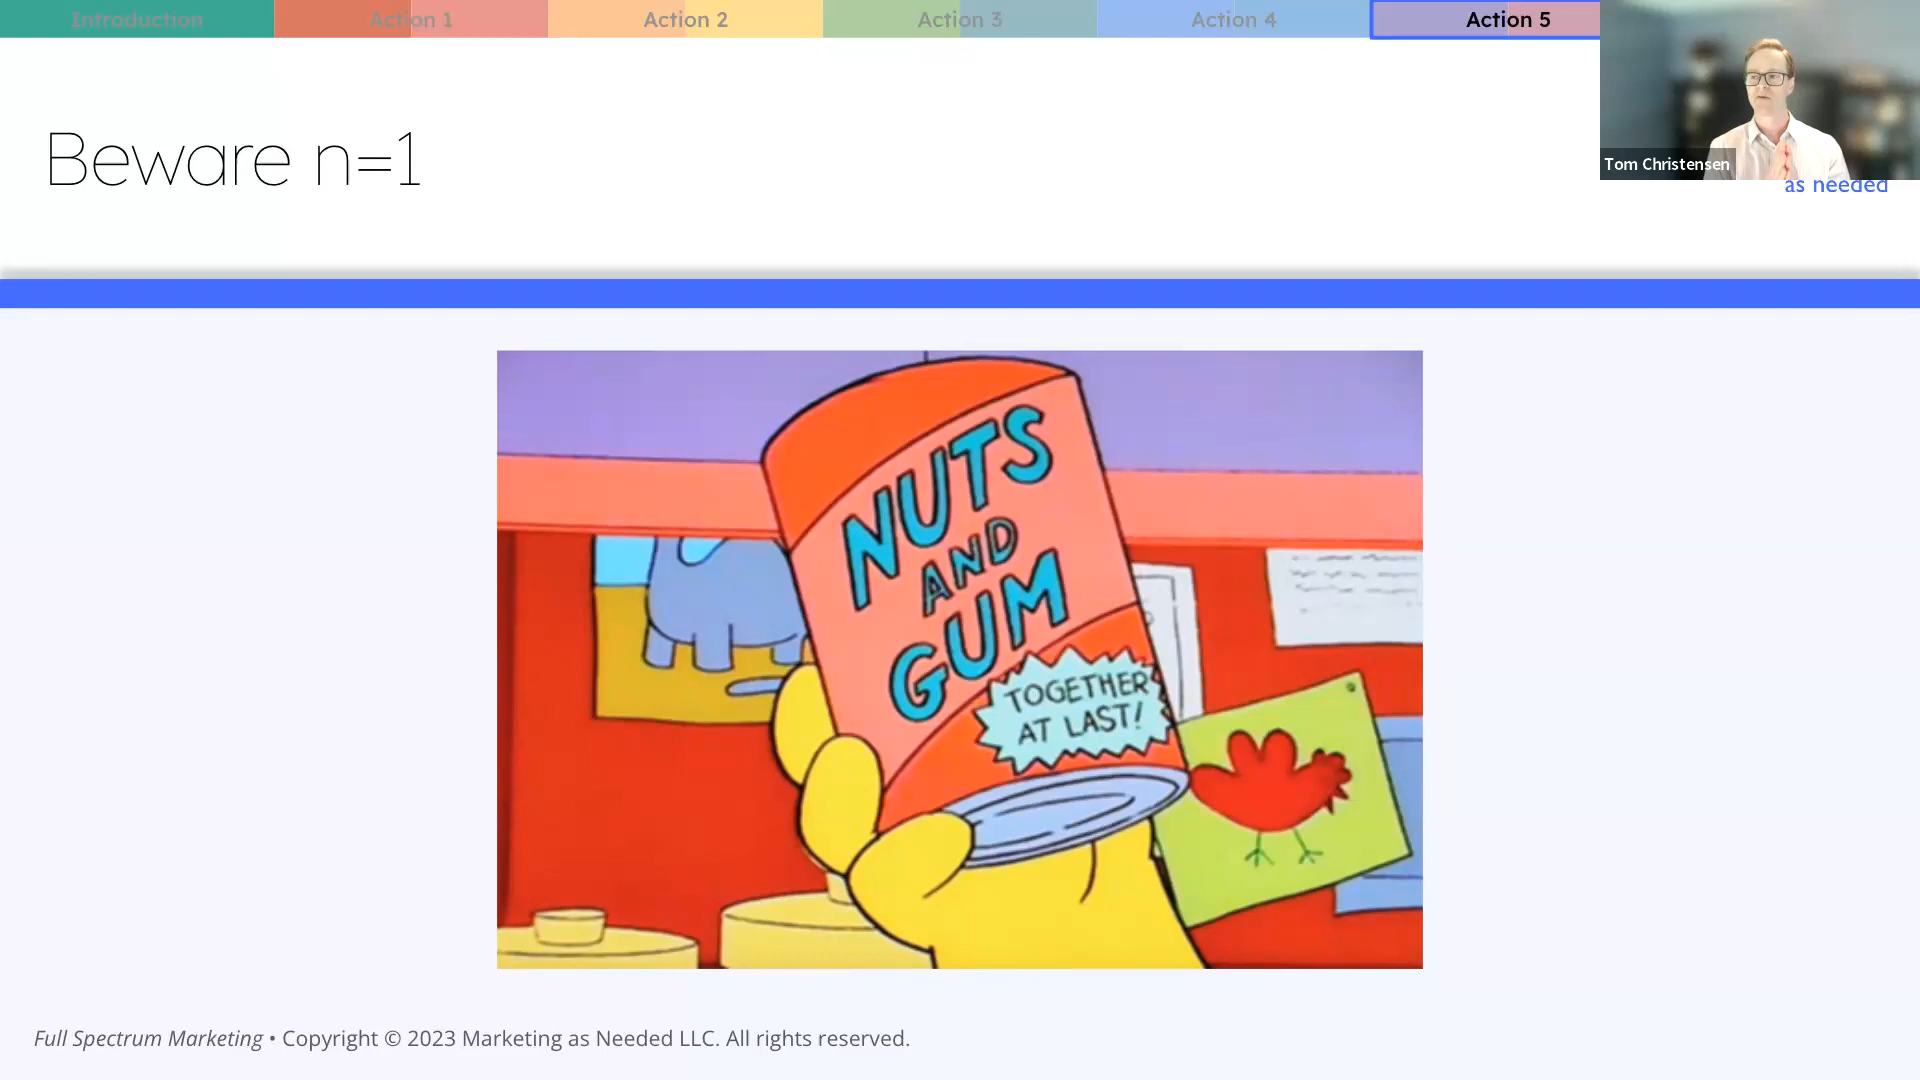 Introduction
Action 1
Action 2
Action 3
Action 4
Action 5
Tom Christensen
as needed
Beware n=1
NUTS
AND
GUM
TOGETHER
AT LAST!
Full Spectrum Marketing • Copyright © 2023 Marketing as Needed LLC. All rights reserved.